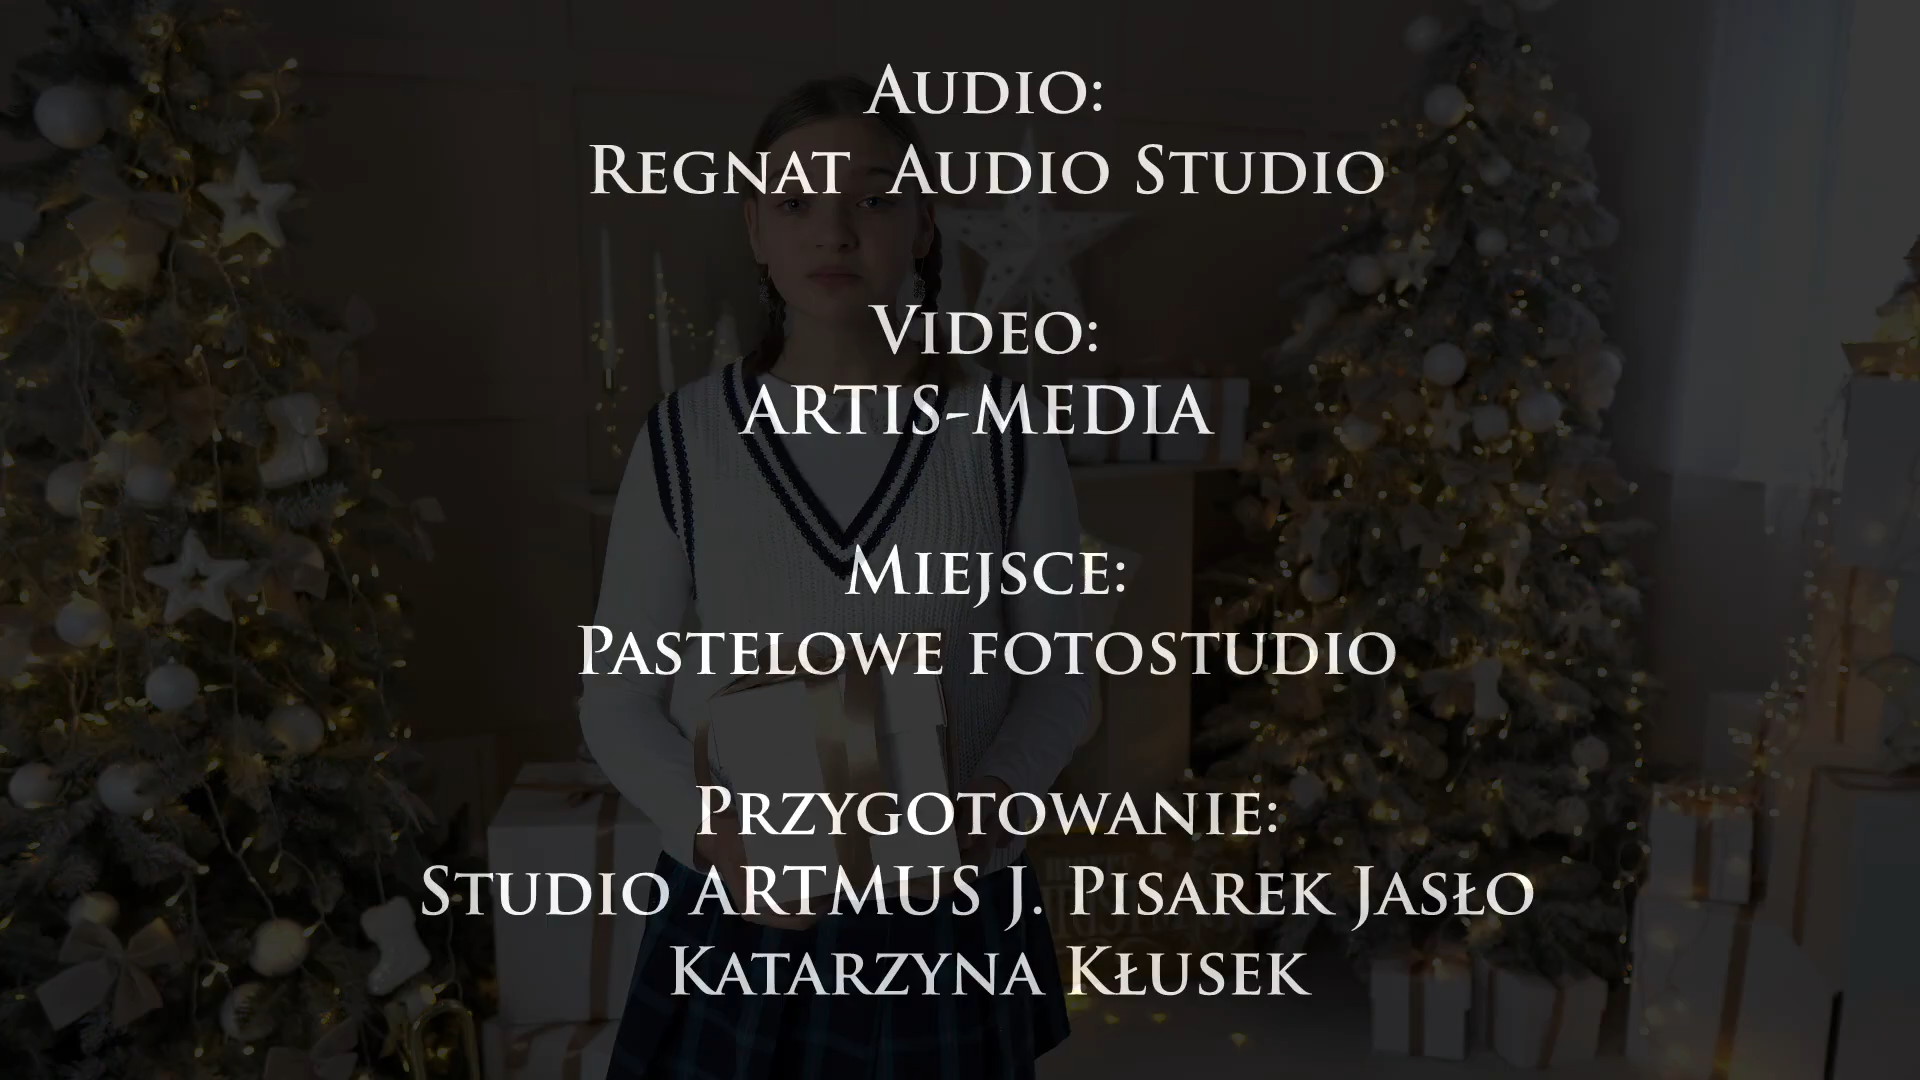 Audio:
Regnat Audio Studio
Video:
ARTIS-MEDIA
Miejsce:
Pastelowe fotostudio
Przygotowanie:
Studio ARTMUS J. Pisarek Jasło
Katarzyna Kłusek